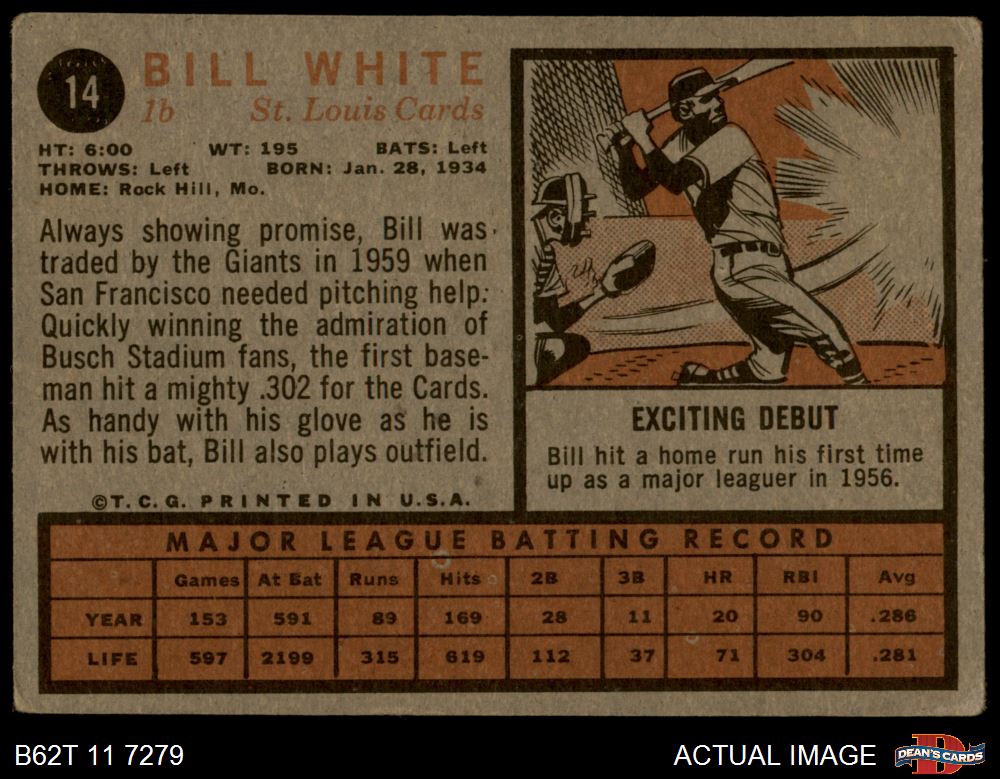 14
BILL WHITE
1b St. Louis Cards
HT: 6:00 WT: 195 BATS: Left
THROWS: Left BORN: Jan. 28, 1934
HOME: Rock Hill, Mo.
Always showing promise, Bill was
traded by the Giants in 1959 when
San Francisco needed pitching help.
Quickly winning the admiration of
Busch Stadium fans, the first base-
man hit a mighty .302 for the Cards.
As handy with his glove as he is
with his bat, Bill also plays outfield.
©T.C.G. PRINTED IN U.S.A.
EXCITING DEBUT
Bill hit a home run his first time
up as a major leaguer in 1956.
MAJOR LEAGUE BATTING RECORD
Games At Bat Runs Hits 2B 3B HR RBI Avg
YEAR 153 591 89 169 28 11 20 90 .286
LIFE 597 2199 315 619 112 37 71 304 .281
B62T 11 7279
ACTUAL IMAGE
DEAN'S CARDS